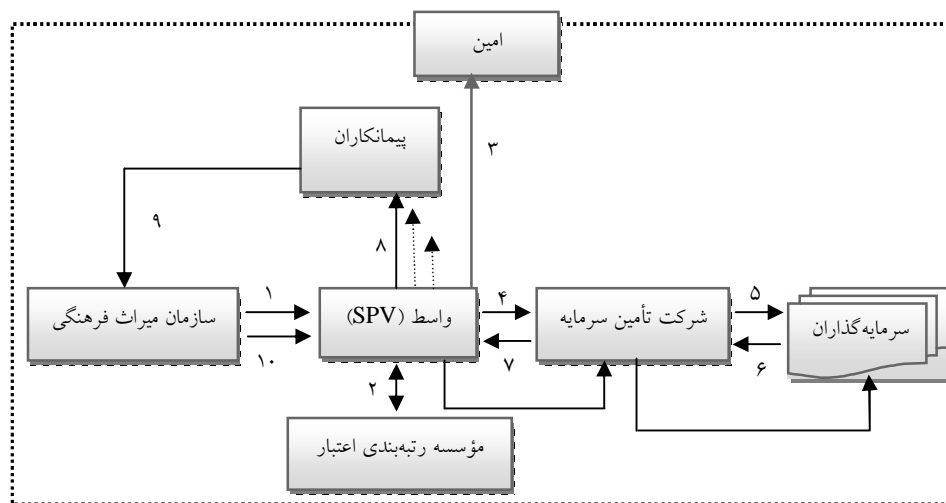 امین
پیمانکاران
۳
۹
۸
سازمان میراث فرهنگی
۱
۱۰
واسط (SPV)
۴
۷
شرکت تأمین سرمایه
۵
۶
سرمایه‌گذاران
۲
مؤسسه رتبه‌بندی اعتبار